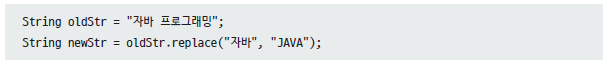 String oldStr = "자바 프로그래밍";
String newStr = oldStr.replace("자바", "JAVA");